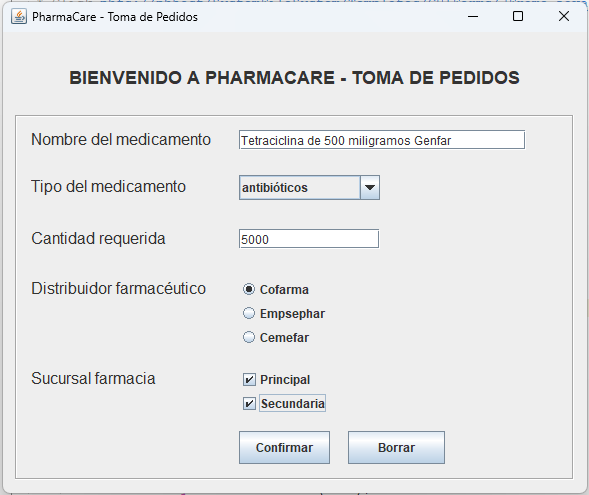 PharmaCare - Toma de Pedidos
BIENVENIDO A PHARMACARE - TOMA DE PEDIDOS
Nombre del medicamento Tetraciclina de 500 miligramos Genfar
Tipo del medicamento antibióticos
Cantidad requerida 5000
Distribuidor farmacéutico Cofarma
Empsephar
Cemefar
Sucursal farmacia Principal
Secundaria
Confirmar Borrar